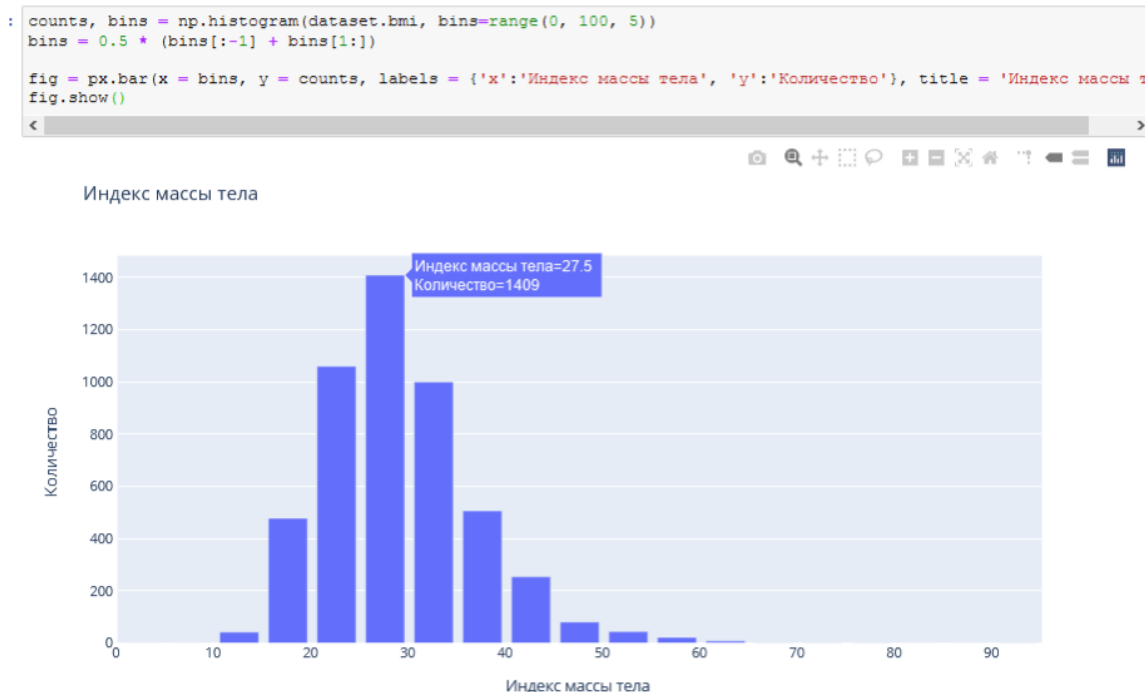 : counts, bins = np.histogram(dataset.bmi, bins=range(0, 100, 5))
bins = 0.5 * (bins[:-1] + bins[1:])
fig = px.bar(x = bins, y = counts, labels = {'x':'Индекс массы тела', 'y':'Количество'}, title = 'Индекс массы т
fig.show()
Индекс массы тела
Индекс массы тела=27.5
Количество=1409
1400
1200
1000
800
600
400
200
0
Количество
0 10 20 30 40 50 60 70 80 90
Индекс массы тела